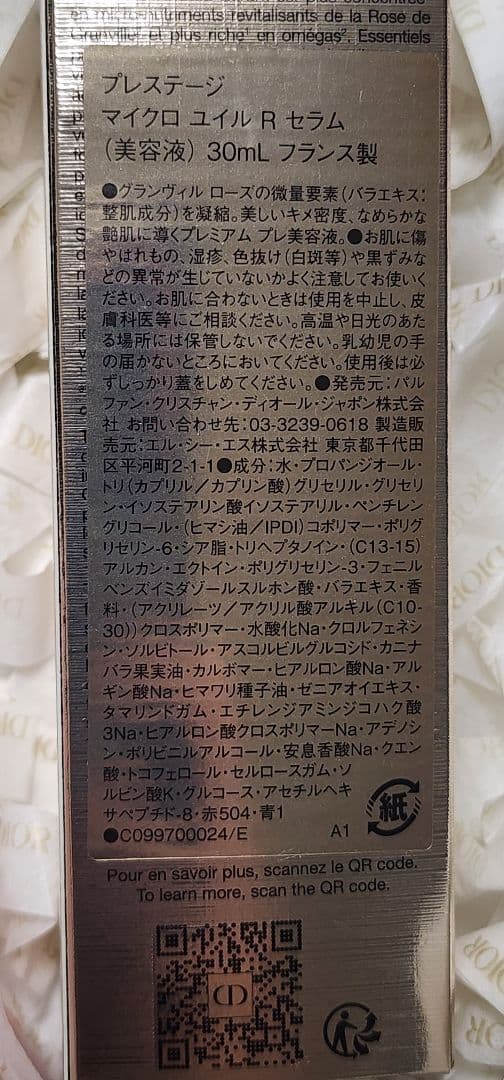 en micro-nutriments revitalisants de la Rose de
Granville¹ et plus riche¹ en omégas². Essentiels
プレステージ
マイクロ ユイル R セラム
(美容液) 30mL フランス製
●グランヴィル ローズの微量要素(バラエキス:
整肌成分)を凝縮。美しいキメ密度、なめらかな
艶肌に導くプレミアム プレ美容液。●お肌に傷
やはれもの、湿疹、色抜け(白斑等)や黒ずみな
どの異常が生じていないかよく注意してお使いく
ださい。お肌に合わないときは使用を中止し、皮
膚科医等にご相談ください。高温や日光のあた
る場所には保管しないでください。乳幼児の手
の届かないところにおいてください。使用後は必
ずしっかり蓋をしめてください。●発売元:パル
ファン・クリスチャン・ディオール・ジャポン株式会
社 お問い合わせ先:03-3239-0618 製造販
売元:エル・シー・エス株式会社 東京都千代田
区平河町2-1-1●成分:水・プロパンジオール・
トリ(カプリル/カプリン酸)グリセリル・グリセリ
ン・イソステアリン酸イソステアリル・ペンチレン
グリコール・(ヒマシ油/IPDI)コポリマー・ポリグ
リセリン-6・シア脂・トリヘプタノイン・(C13-15)
アルカン・エクトイン・ポリグリセリン-3・フェニル
ベンズイミダゾールスルホン酸・バラエキス・香
料・(アクリレーツ/アクリル酸アルキル(C10-
30))クロスポリマー・水酸化Na・クロルフェネシ
ン・ソルビトール・アスコルビルグルコシド・カニナ
バラ果実油・カルボマー・ヒアルロン酸Na・アル
ギン酸Na・ヒマワリ種子油・ゼニアオイエキス・
タマリンドガム・エチレンジアミンジコハク酸
3Na・ヒアルロン酸クロスポリマーNa・アデノシ
ン・ポリビニルアルコール・安息香酸Na・クエン
酸・トコフェロール・セルロースガム・ソ
ルビン酸K・グルコース・アセチルヘキ
サペプチド-8・赤504・青1
●C099700024/E A1
紙
Pour en savoir plus, scannez le QR code.
To learn more, scan the QR code.
CD